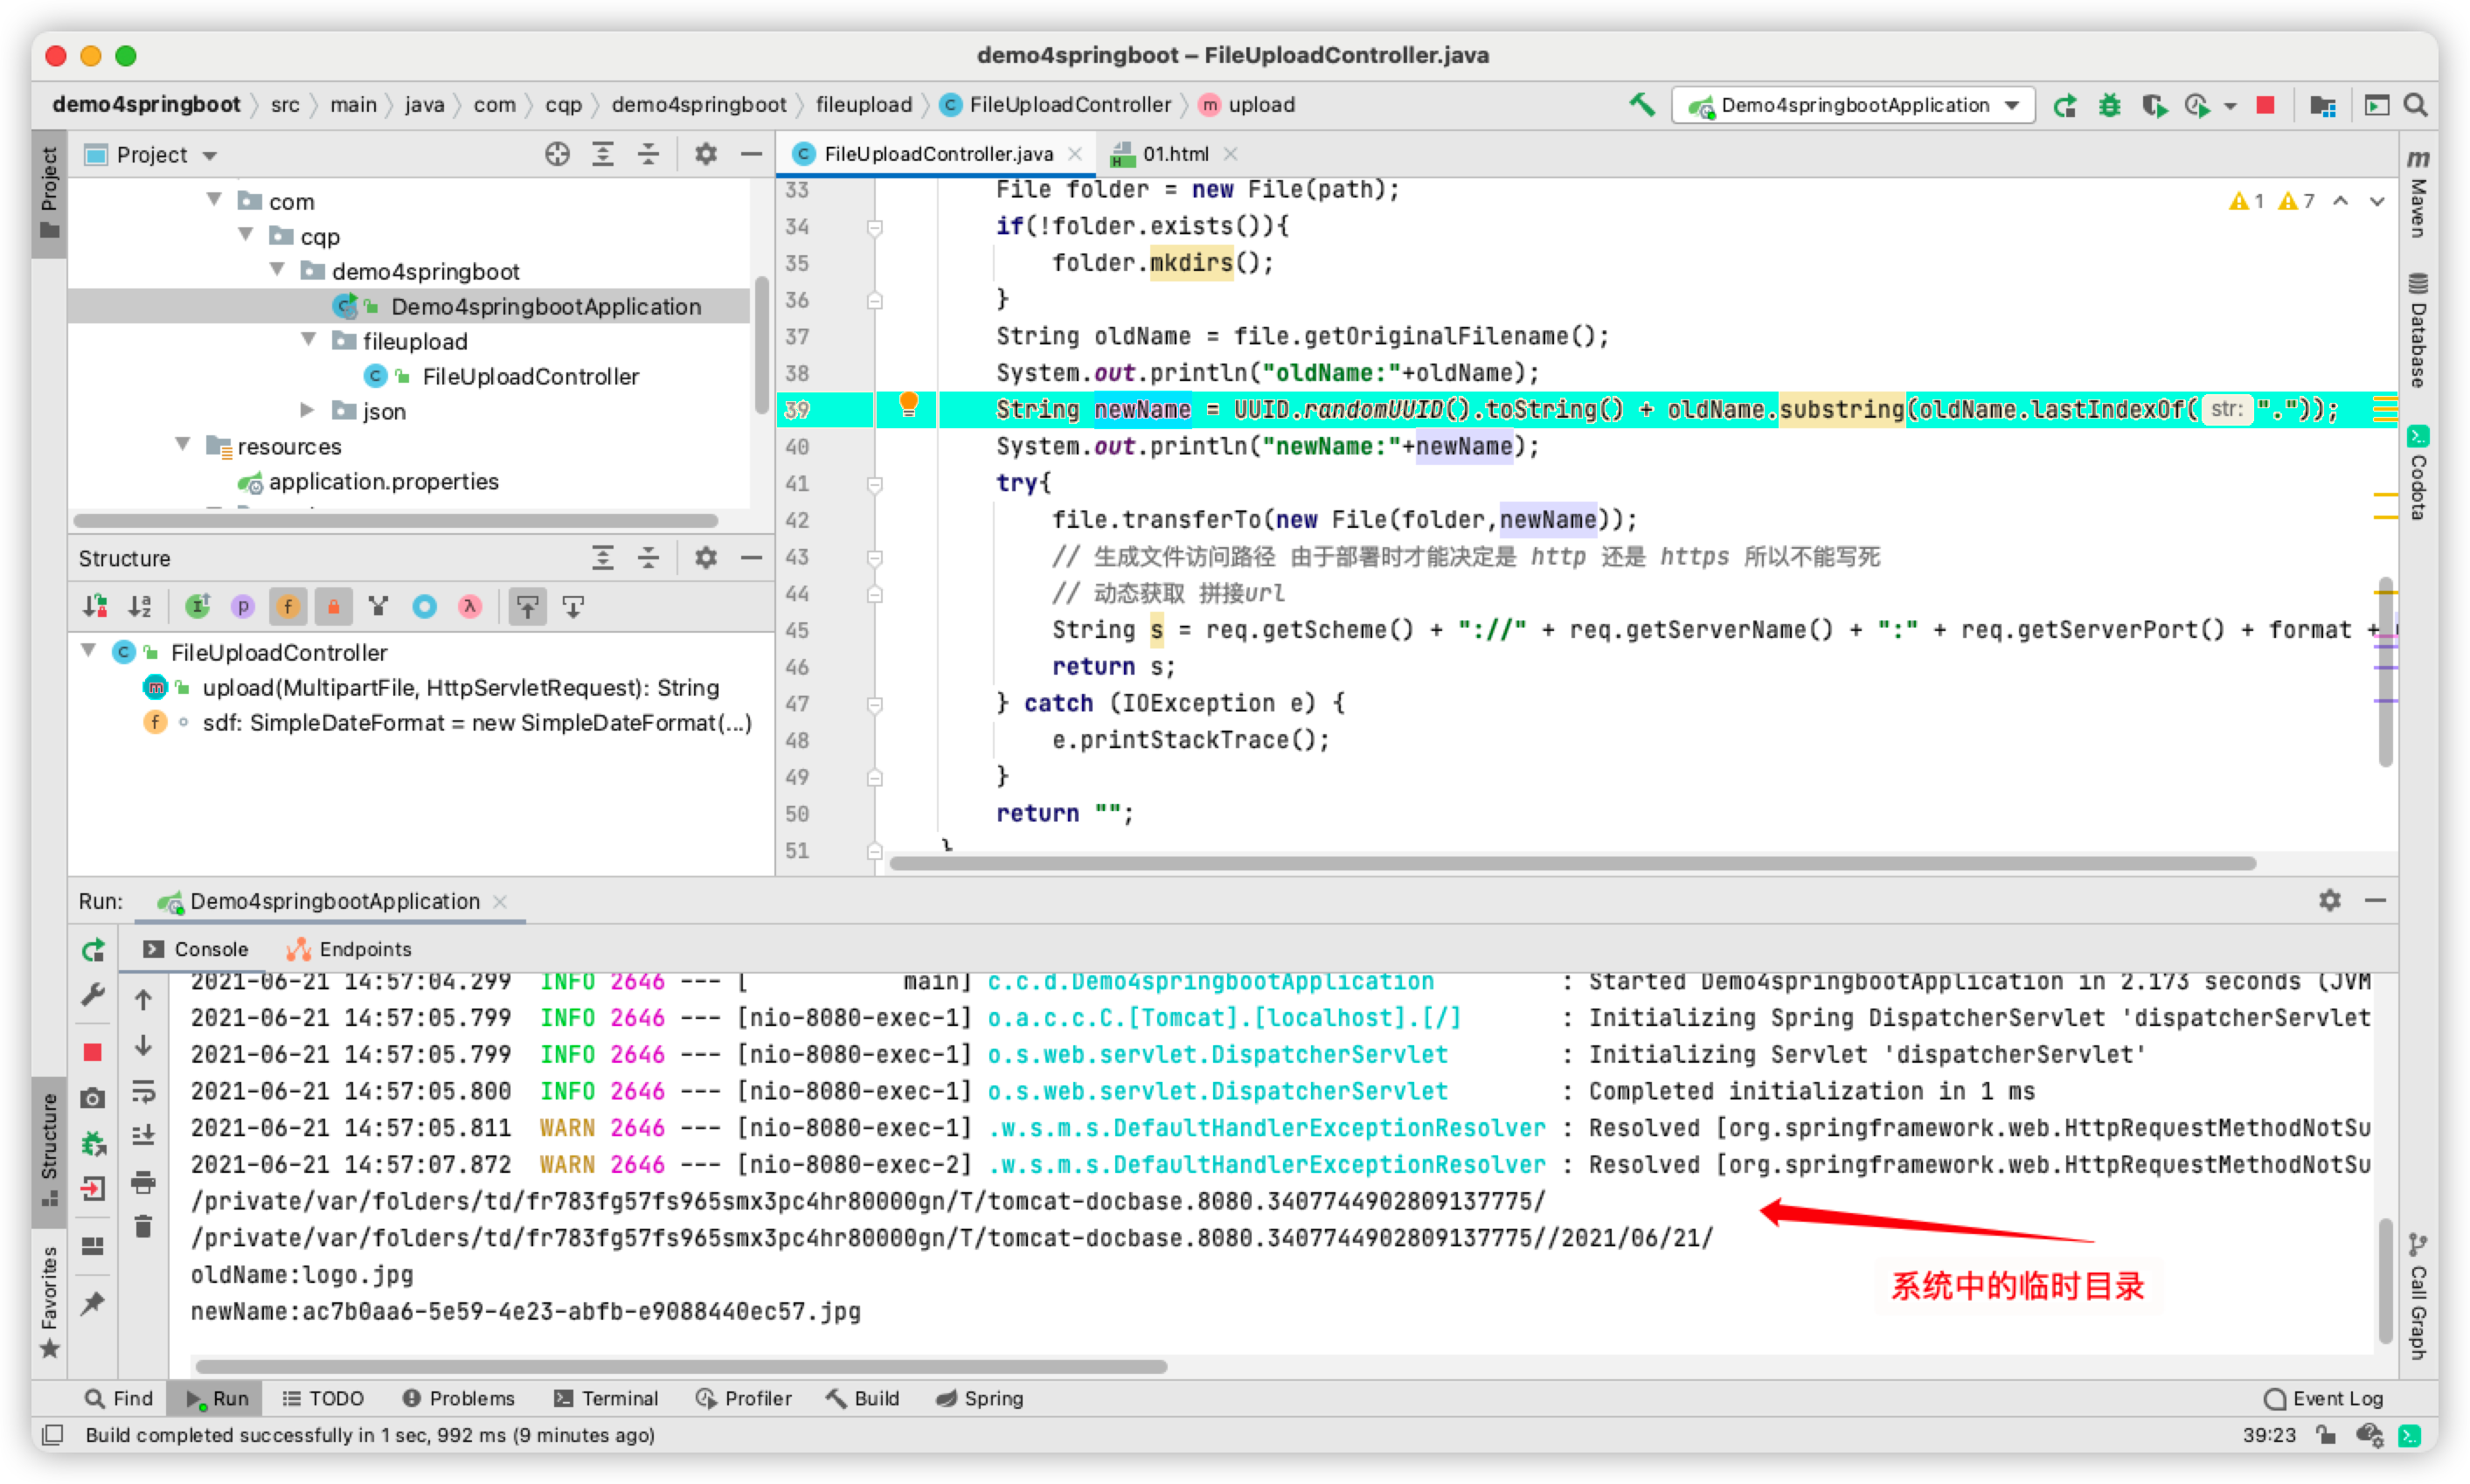 demo4springboot – FileUploadController.java
demo4springboot src main java com cqp demo4springboot fileupload FileUploadController upload Demo4springbootApplication
Project
Project
com
cqp
demo4springboot
Demo4springbootApplication
fileupload
FileUploadController
json
resources
application.properties
Structure
FileUploadController
upload(MultipartFile, HttpServletRequest): String
sdf: SimpleDateFormat = new SimpleDateFormat(...)
FileUploadController.java 01.html
1 7
33 File folder = new File(path);
34 if(!folder.exists()){
35 folder.mkdirs();
36 }
37 String oldName = file.getOriginalFilename();
38 System.out.println("oldName:"+oldName);
39 String newName = UUID.randomUUID().toString() + oldName.substring(oldName.lastIndexOf( str: "."));
40 System.out.println("newName:"+newName);
41 try{
42 file.transferTo(new File(folder,newName));
43 // 生成文件访问路径 由于部署时才能决定是 http 还是 https 所以不能写死
44 // 动态获取 拼接url
45 String s = req.getScheme() + "://" + req.getServerName() + ":" + req.getServerPort() + format +
46 return s;
47 } catch (IOException e) {
48 e.printStackTrace();
49 }
50 return "";
51 }
Maven
Database
Codota
Run: Demo4springbootApplication
Console Endpoints
2021-06-21 14:57:04.299 INFO 2646 --- [ main] c.c.d.Demo4springbootApplication : Started Demo4springbootApplication in 2.173 seconds (JVM
2021-06-21 14:57:05.799 INFO 2646 --- [nio-8080-exec-1] o.a.c.c.C.[Tomcat].[localhost].[/] : Initializing Spring DispatcherServlet 'dispatcherServlet
2021-06-21 14:57:05.799 INFO 2646 --- [nio-8080-exec-1] o.s.web.servlet.DispatcherServlet : Initializing Servlet 'dispatcherServlet'
2021-06-21 14:57:05.800 INFO 2646 --- [nio-8080-exec-1] o.s.web.servlet.DispatcherServlet : Completed initialization in 1 ms
2021-06-21 14:57:05.811 WARN 2646 --- [nio-8080-exec-1] .w.s.m.s.DefaultHandlerExceptionResolver : Resolved [org.springframework.web.HttpRequestMethodNotSu
2021-06-21 14:57:07.872 WARN 2646 --- [nio-8080-exec-2] .w.s.m.s.DefaultHandlerExceptionResolver : Resolved [org.springframework.web.HttpRequestMethodNotSu
/private/var/folders/td/fr783fg57fs965smx3pc4hr80000gn/T/tomcat-docbase.8080.3407744902809137775/
/private/var/folders/td/fr783fg57fs965smx3pc4hr80000gn/T/tomcat-docbase.8080.3407744902809137775//2021/06/21/
oldName:logo.jpg
newName:ac7b0aa6-5e59-4e23-abfb-e9088440ec57.jpg
系统中的临时目录
Structure
Favorites
Call Graph
Find Run TODO Problems Terminal Profiler Build Spring Event Log
Build completed successfully in 1 sec, 992 ms (9 minutes ago) 39:23